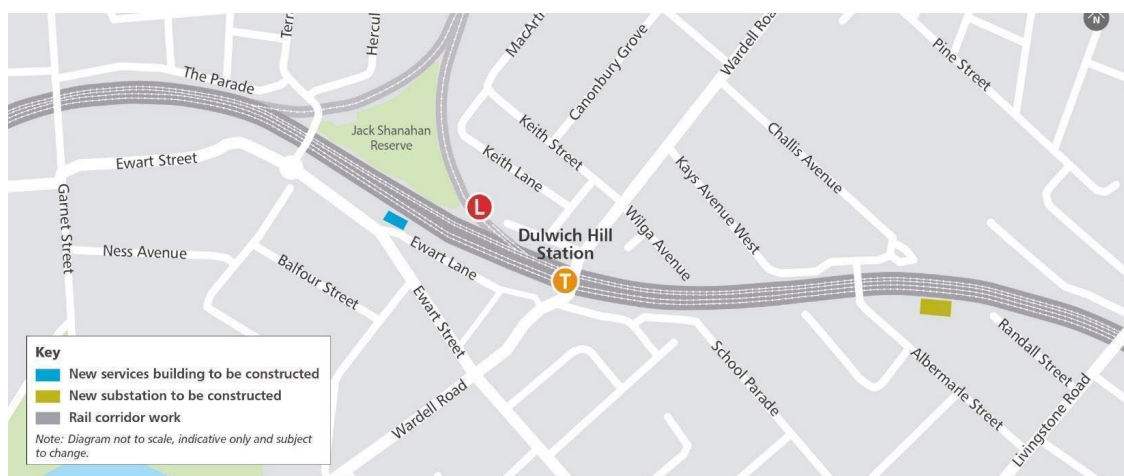 N
Terr
Hercul
The Parade
MacArth
Canonbury Grove
Wardell Road
Pine Street
Jack Shanahan
Reserve
Keith Street
Challis Avenue
Ewart Street
Keith Lane
Kays Avenue West
Garnet Street
L
Wilga Avenue
Dulwich Hill
Station
Ness Avenue
Ewart Lane
T
Balfour Street
Ewart Street
Randall Street
School Parade
Albermarle Street
Wardell Road
Livingstone Road
Key
New services building to be constructed
New substation to be constructed
Rail corridor work
Note: Diagram not to scale, indicative only and subject
to change.